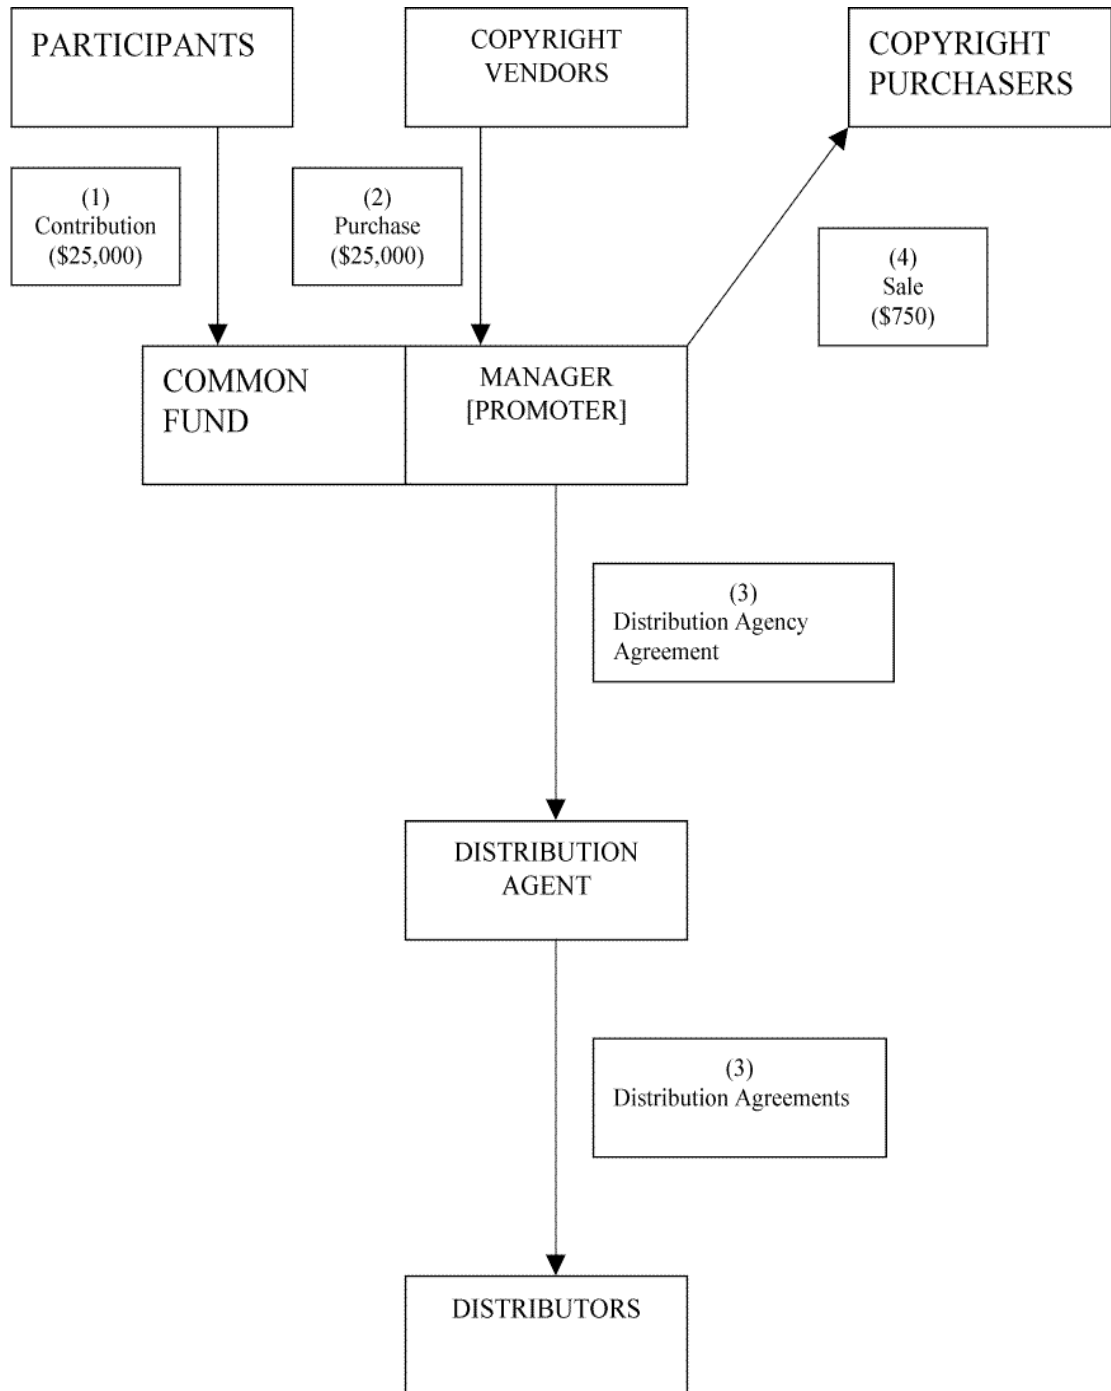 PARTICIPANTS
COPYRIGHT
VENDORS
COPYRIGHT
PURCHASERS
(1)
Contribution
($25,000)
(2)
Purchase
($25,000)
(4)
Sale
($750)
COMMON
FUND
MANAGER
[PROMOTER]
(3)
Distribution Agency
Agreement
DISTRIBUTION
AGENT
(3)
Distribution Agreements
DISTRIBUTORS